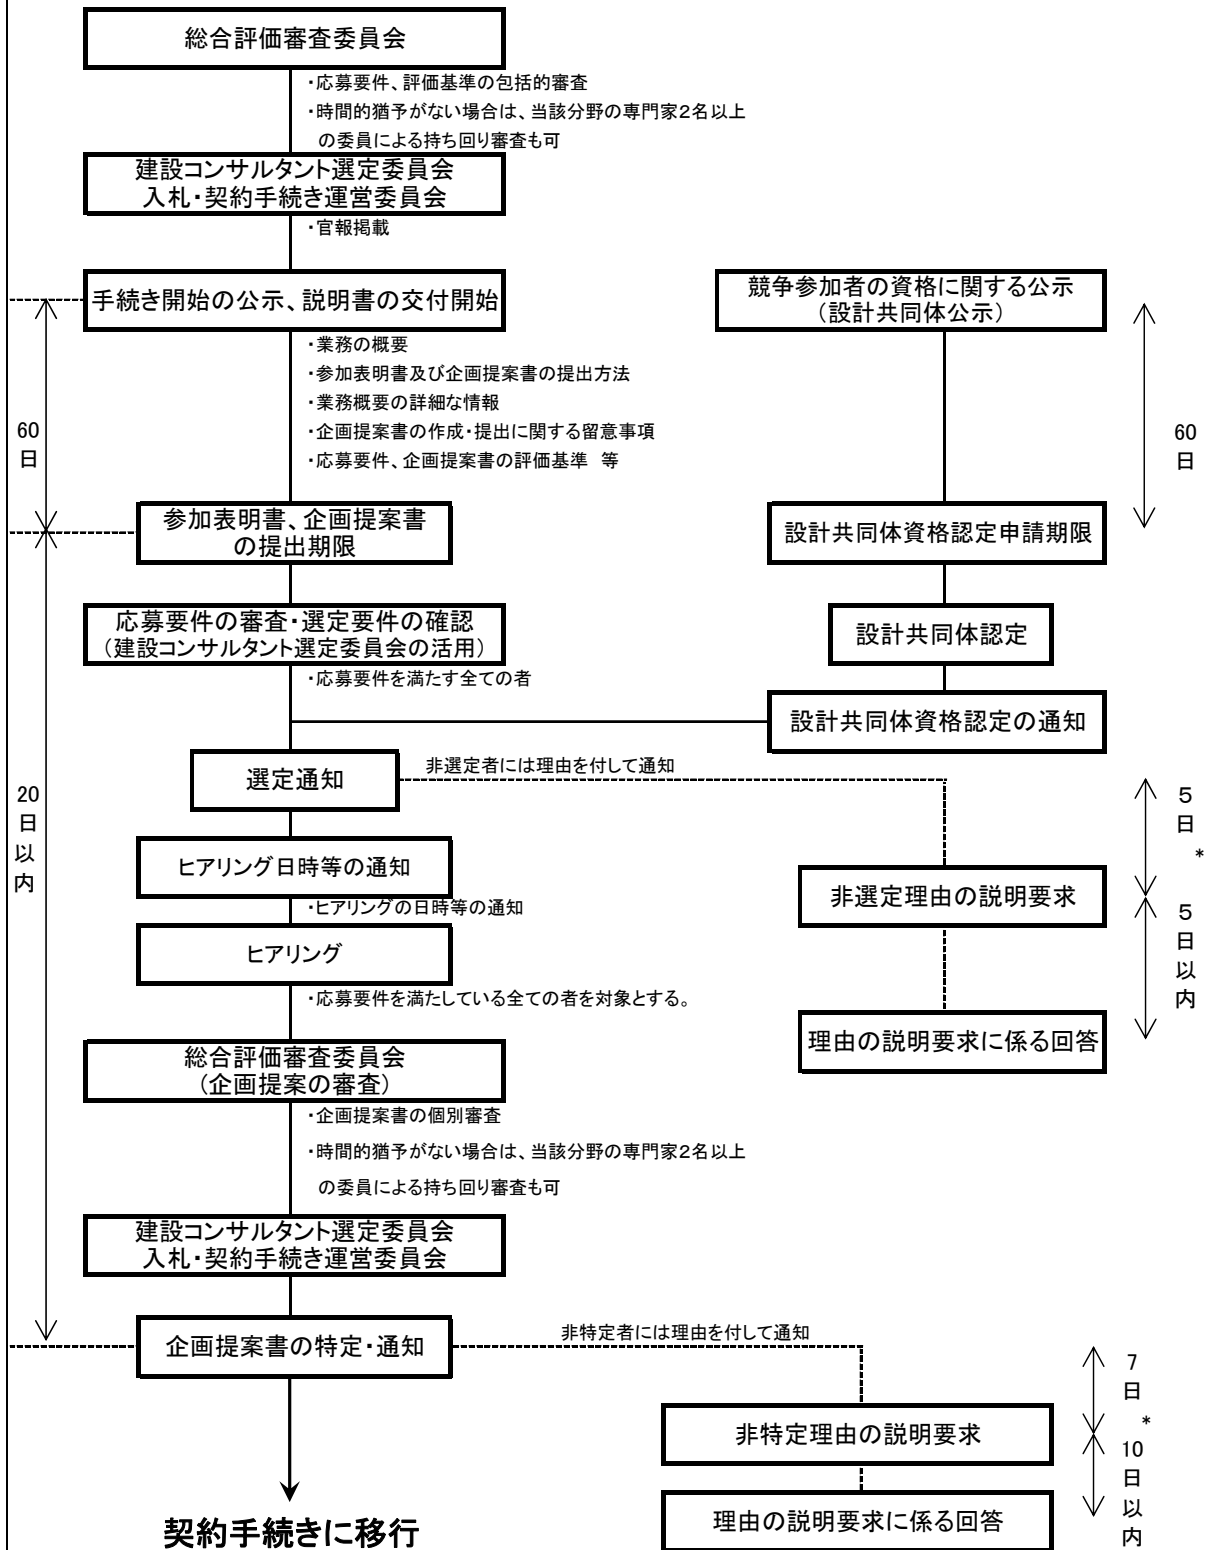 総合評価審査委員会
・応募要件、評価基準の包括的審査
・時間的猶予がない場合は、当該分野の専門家2名以上
の委員による持ち回り審査も可
建設コンサルタント選定委員会
入札・契約手続き運営委員会
・官報掲載
手続き開始の公示、説明書の交付開始
競争参加者の資格に関する公示
（設計共同体公示）
・業務の概要
・参加表明書及び企画提案書の提出方法
・業務概要の詳細な情報
・企画提案書の作成・提出に関する留意事項
・応募要件、企画提案書の評価基準　等
60
日
60
日
参加表明書、企画提案書
の提出期限
設計共同体資格認定申請期限
応募要件の審査・選定要件の確認
（建設コンサルタント選定委員会の活用）
設計共同体認定
・応募要件を満たす全ての者
設計共同体資格認定の通知
選定通知
非選定者には理由を付して通知
20
日
以
内
5
日
*
ヒアリング日時等の通知
・ヒアリングの日時等の通知
非選定理由の説明要求
5
日
以
内
ヒアリング
・応募要件を満たしている全ての者を対象とする。
理由の説明要求に係る回答
総合評価審査委員会
（企画提案の審査）
・企画提案書の個別審査
・時間的猶予がない場合は、当該分野の専門家2名以上
の委員による持ち回り審査も可
建設コンサルタント選定委員会
入札・契約手続き運営委員会
企画提案書の特定・通知
非特定者には理由を付して通知
7
日
*
非特定理由の説明要求
10
日
以
内
理由の説明要求に係る回答
契約手続きに移行